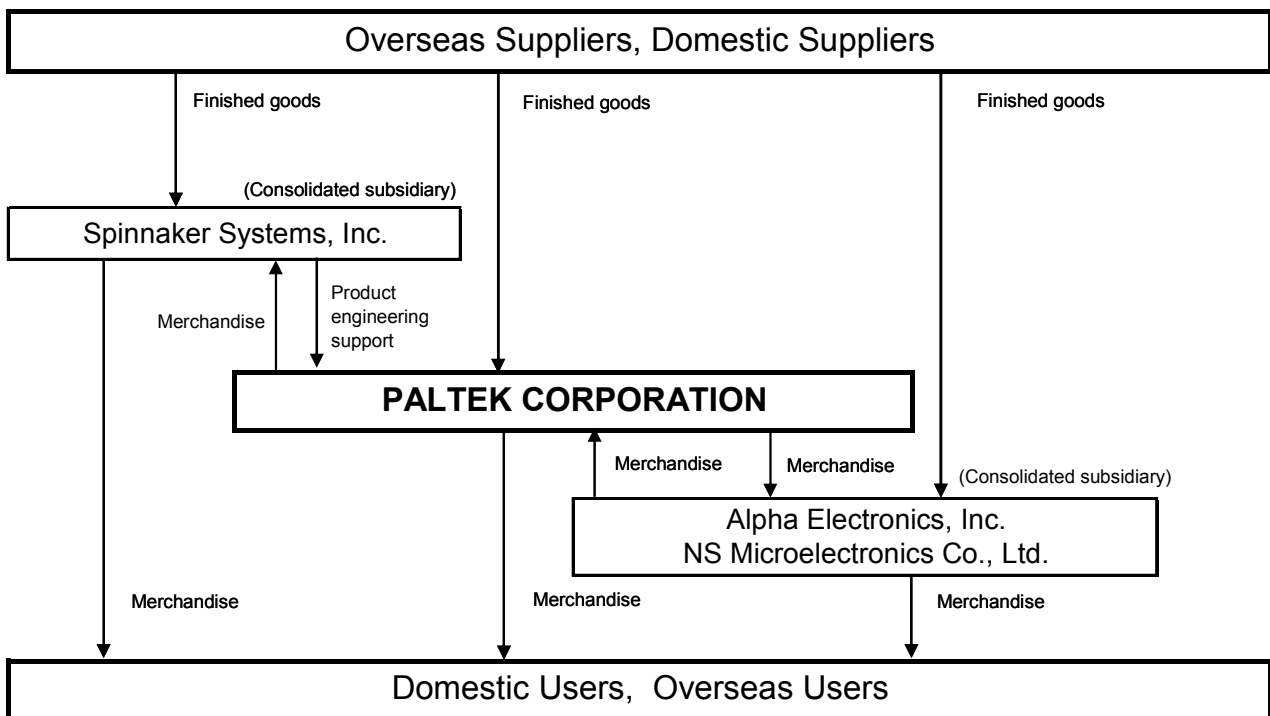 Overseas Suppliers, Domestic Suppliers
Finished goods
Finished goods
Finished goods
(Consolidated subsidiary)
Spinnaker Systems, Inc.
Merchandise
Product
engineering
support
PALTEK CORPORATION
Merchandise
Merchandise
(Consolidated subsidiary)
Alpha Electronics, Inc.
NS Microelectronics Co., Ltd.
Merchandise
Merchandise
Merchandise
Domestic Users, Overseas Users